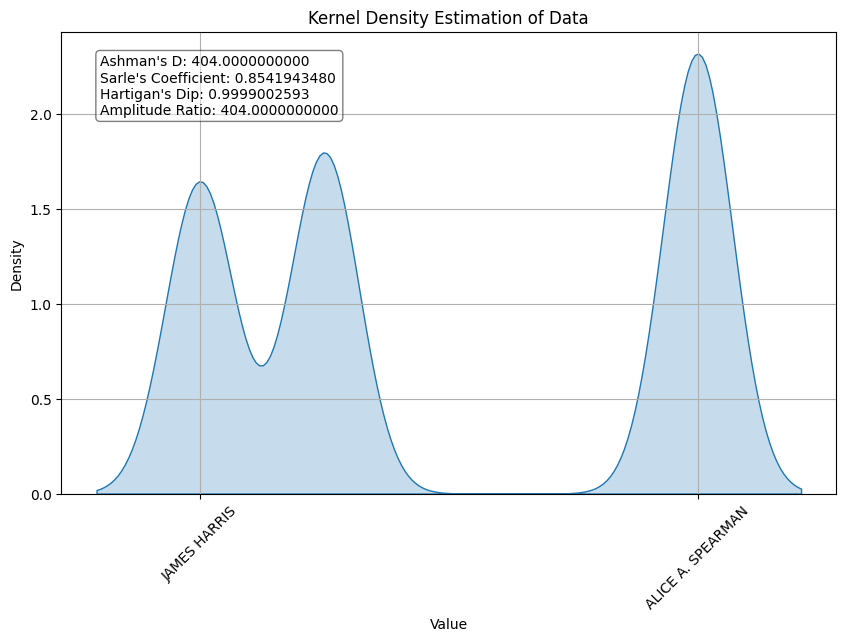 Kernel Density Estimation of Data
Ashman's D: 404.0000000000
Sarle's Coefficient: 0.8541943480
Hartigan's Dip: 0.9999002593
Amplitude Ratio: 404.0000000000
Density
2.0
1.5
1.0
0.5
0.0
JAMES HARRIS
ALICE A. SPEARMAN
Value